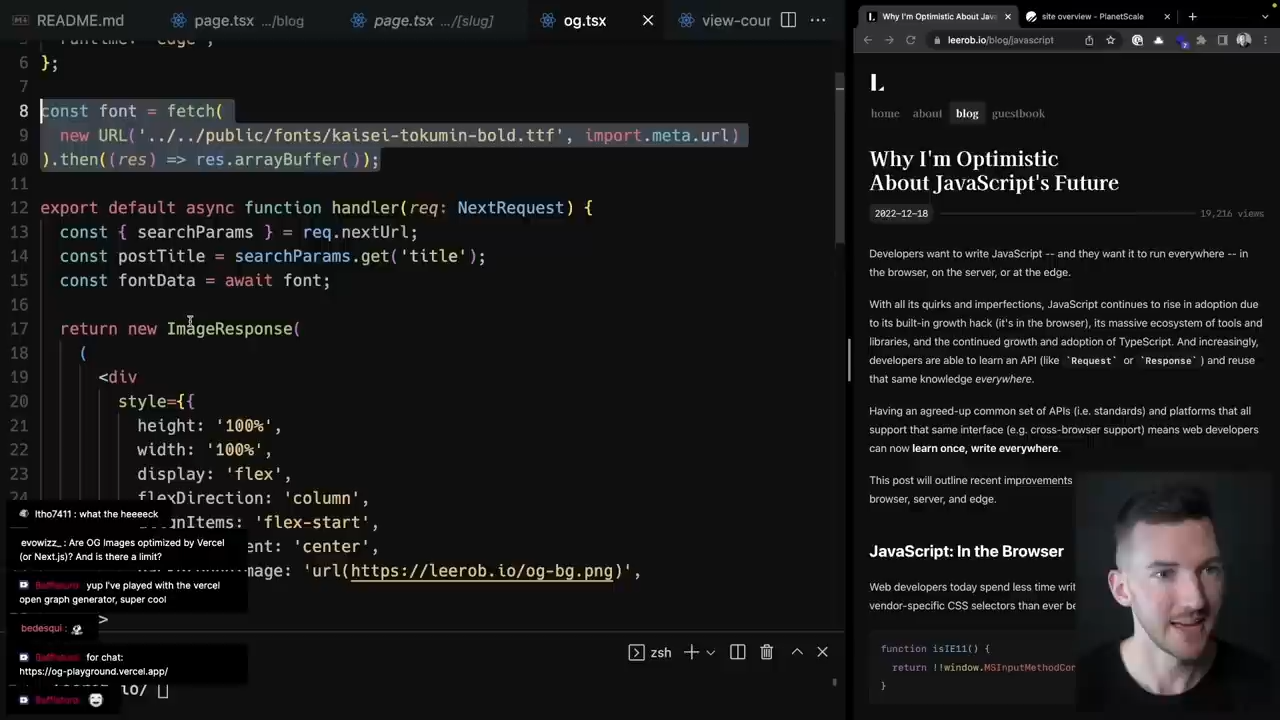 README.md
page.tsx .../blog
page.tsx .../[slug]
og.tsx
view-cour
5
runtime: 'edge',
6 };
7
8 const font = fetch(
9 new URL('../../public/fonts/kaisei-tokumin-bold.ttf', import.meta.url)
10 ).then((res) => res.arrayBuffer());
11
12 export default async function handler(req: NextRequest) {
13 const { searchParams } = req.nextUrl;
14 const postTitle = searchParams.get('title');
15 const fontData = await font;
16
17 return new ImageResponse(
18 (
19 <div
20 style={{
21 height: '100%',
22 width: '100%',
23 display: 'flex',
24 flexDirection: 'column',
'flex-start',
'center',
'url(https://leerob.io/og-bg.png)',
>
ltho7411 : what the heeeeck
evowizz_ : Are OG Images optimized by Vercel
(or Next.js)? And is there a limit?
yup I've played with the vercel
open graph generator, super cool
bedesqui :
for chat:
https://og-playground.vercel.app/
zsh
Why I'm Optimistic About Java
site overview - PlanetScale
leerob.io/blog/javascript
home about blog guestbook
Why I'm Optimistic
About JavaScript's Future
2022-12-18
19,216 views
Developers want to write JavaScript -- and they want it to run everywhere -- in
the browser, on the server, or at the edge.
With all its quirks and imperfections, JavaScript continues to rise in adoption due
to its built-in growth hack (it's in the browser), its massive ecosystem of tools and
libraries, and the continued growth and adoption of TypeScript. And increasingly,
developers are able to learn an API (like `Request` or `Response`) and reuse
that same knowledge everywhere.
Having an agreed-up common set of APIs (i.e. standards) and platforms that all
support that same interface (e.g. cross-browser support) means web developers
can now learn once, write everywhere.
This post will outline recent improvements
browser, server, and edge.
JavaScript: In the Browser
Web developers today spend less time writ
vendor-specific CSS selectors than ever be
function isIE11() {
return !!window.MSInputMethodCor
}